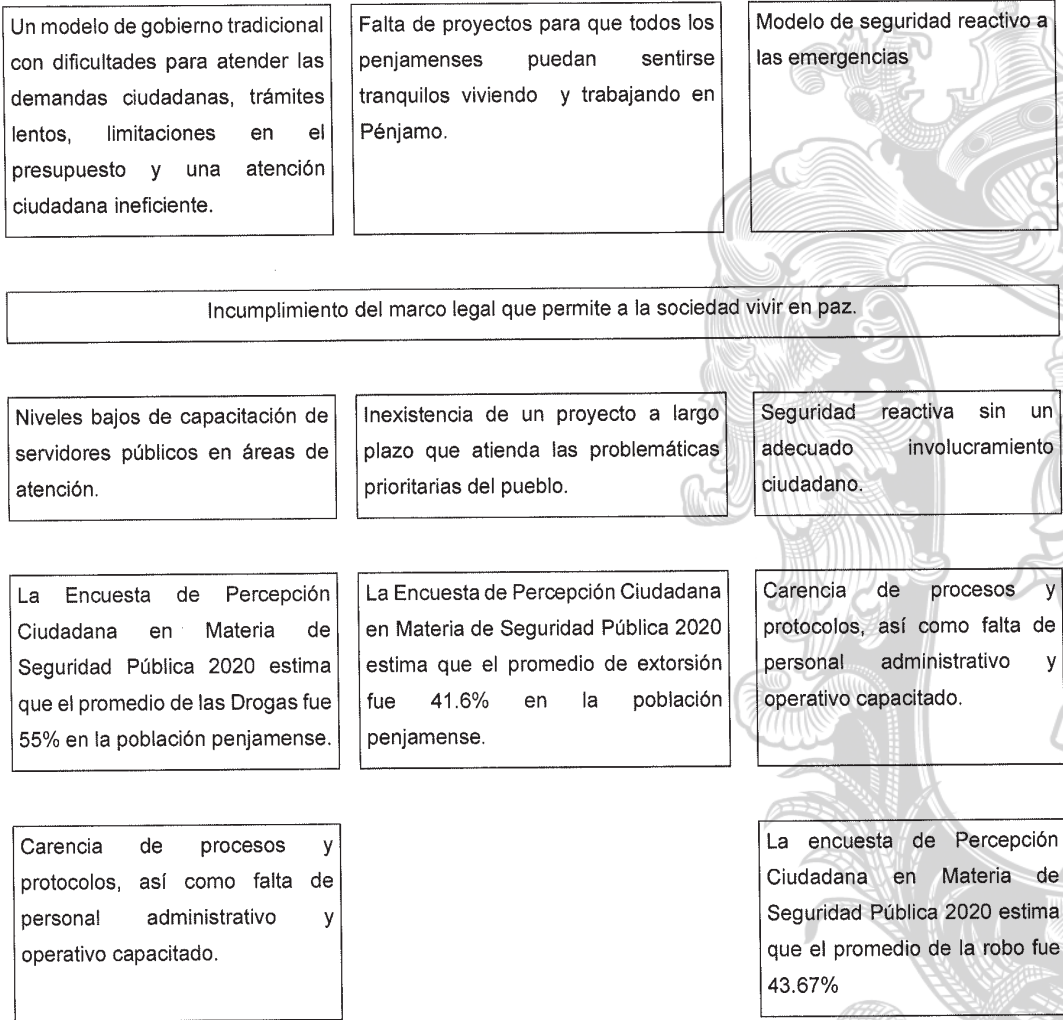 Un modelo de gobierno tradicional
con dificultades para atender las
demandas ciudadanas, trámites
lentos, limitaciones en el
presupuesto y una atención
ciudadana ineficiente.
Falta de proyectos para que todos los
penjamenses puedan sentirse
tranquilos viviendo y trabajando en
Pénjamo.
Modelo de seguridad reactivo a
las emergencias
Incumplimiento del marco legal que permite a la sociedad vivir en paz.
Niveles bajos de capacitación de
servidores públicos en áreas de
atención.
Inexistencia de un proyecto a largo
plazo que atienda las problemáticas
prioritarias del pueblo.
Seguridad reactiva sin un
adecuado involucramiento
ciudadano.
La Encuesta de Percepción
Ciudadana en Materia de
Seguridad Pública 2020 estima
que el promedio de las Drogas fue
55% en la población penjamense.
La Encuesta de Percepción Ciudadana
en Materia de Seguridad Pública 2020
estima que el promedio de extorsión
fue 41.6% en la población
penjamense.
Carencia de procesos y
protocolos, así como falta de
personal administrativo y
operativo capacitado.
Carencia de procesos y
protocolos, así como falta de
personal administrativo y
operativo capacitado.
La encuesta de Percepción
Ciudadana en Materia de
Seguridad Pública 2020 estima
que el promedio de la robo fue
43.67%